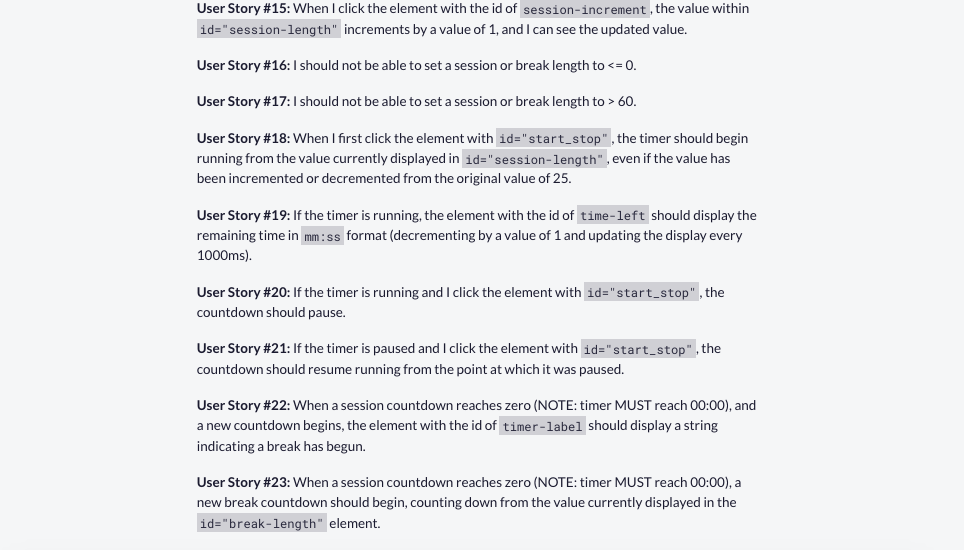 User Story #15: When I click the element with the id of session-increment, the value within
id="session-length" increments by a value of 1, and I can see the updated value.
User Story #16: I should not be able to set a session or break length to <= 0.
User Story #17: I should not be able to set a session or break length to > 60.
User Story #18: When I first click the element with id="start_stop", the timer should begin
running from the value currently displayed in id="session-length", even if the value has
been incremented or decremented from the original value of 25.
User Story #19: If the timer is running, the element with the id of time-left should display the
remaining time in mm:ss format (decrementing by a value of 1 and updating the display every
1000ms).
User Story #20: If the timer is running and I click the element with id="start_stop", the
countdown should pause.
User Story #21: If the timer is paused and I click the element with id="start_stop", the
countdown should resume running from the point at which it was paused.
User Story #22: When a session countdown reaches zero (NOTE: timer MUST reach 00:00), and
a new countdown begins, the element with the id of timer-label should display a string
indicating a break has begun.
User Story #23: When a session countdown reaches zero (NOTE: timer MUST reach 00:00), a
new break countdown should begin, counting down from the value currently displayed in the
id="break-length" element.